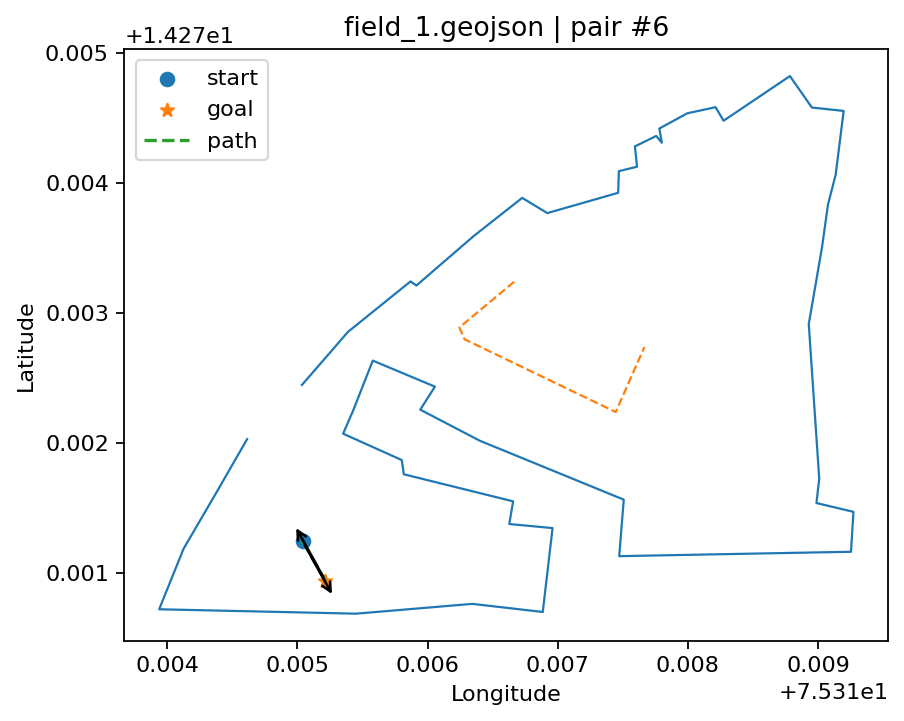 field_1.geojson | pair #6
+1.427e1
0.005
0.004
0.003
0.002
0.001
Latitude
start
goal
path
0.004 0.005 0.006 0.007 0.008 0.009
+7.531e1
Longitude